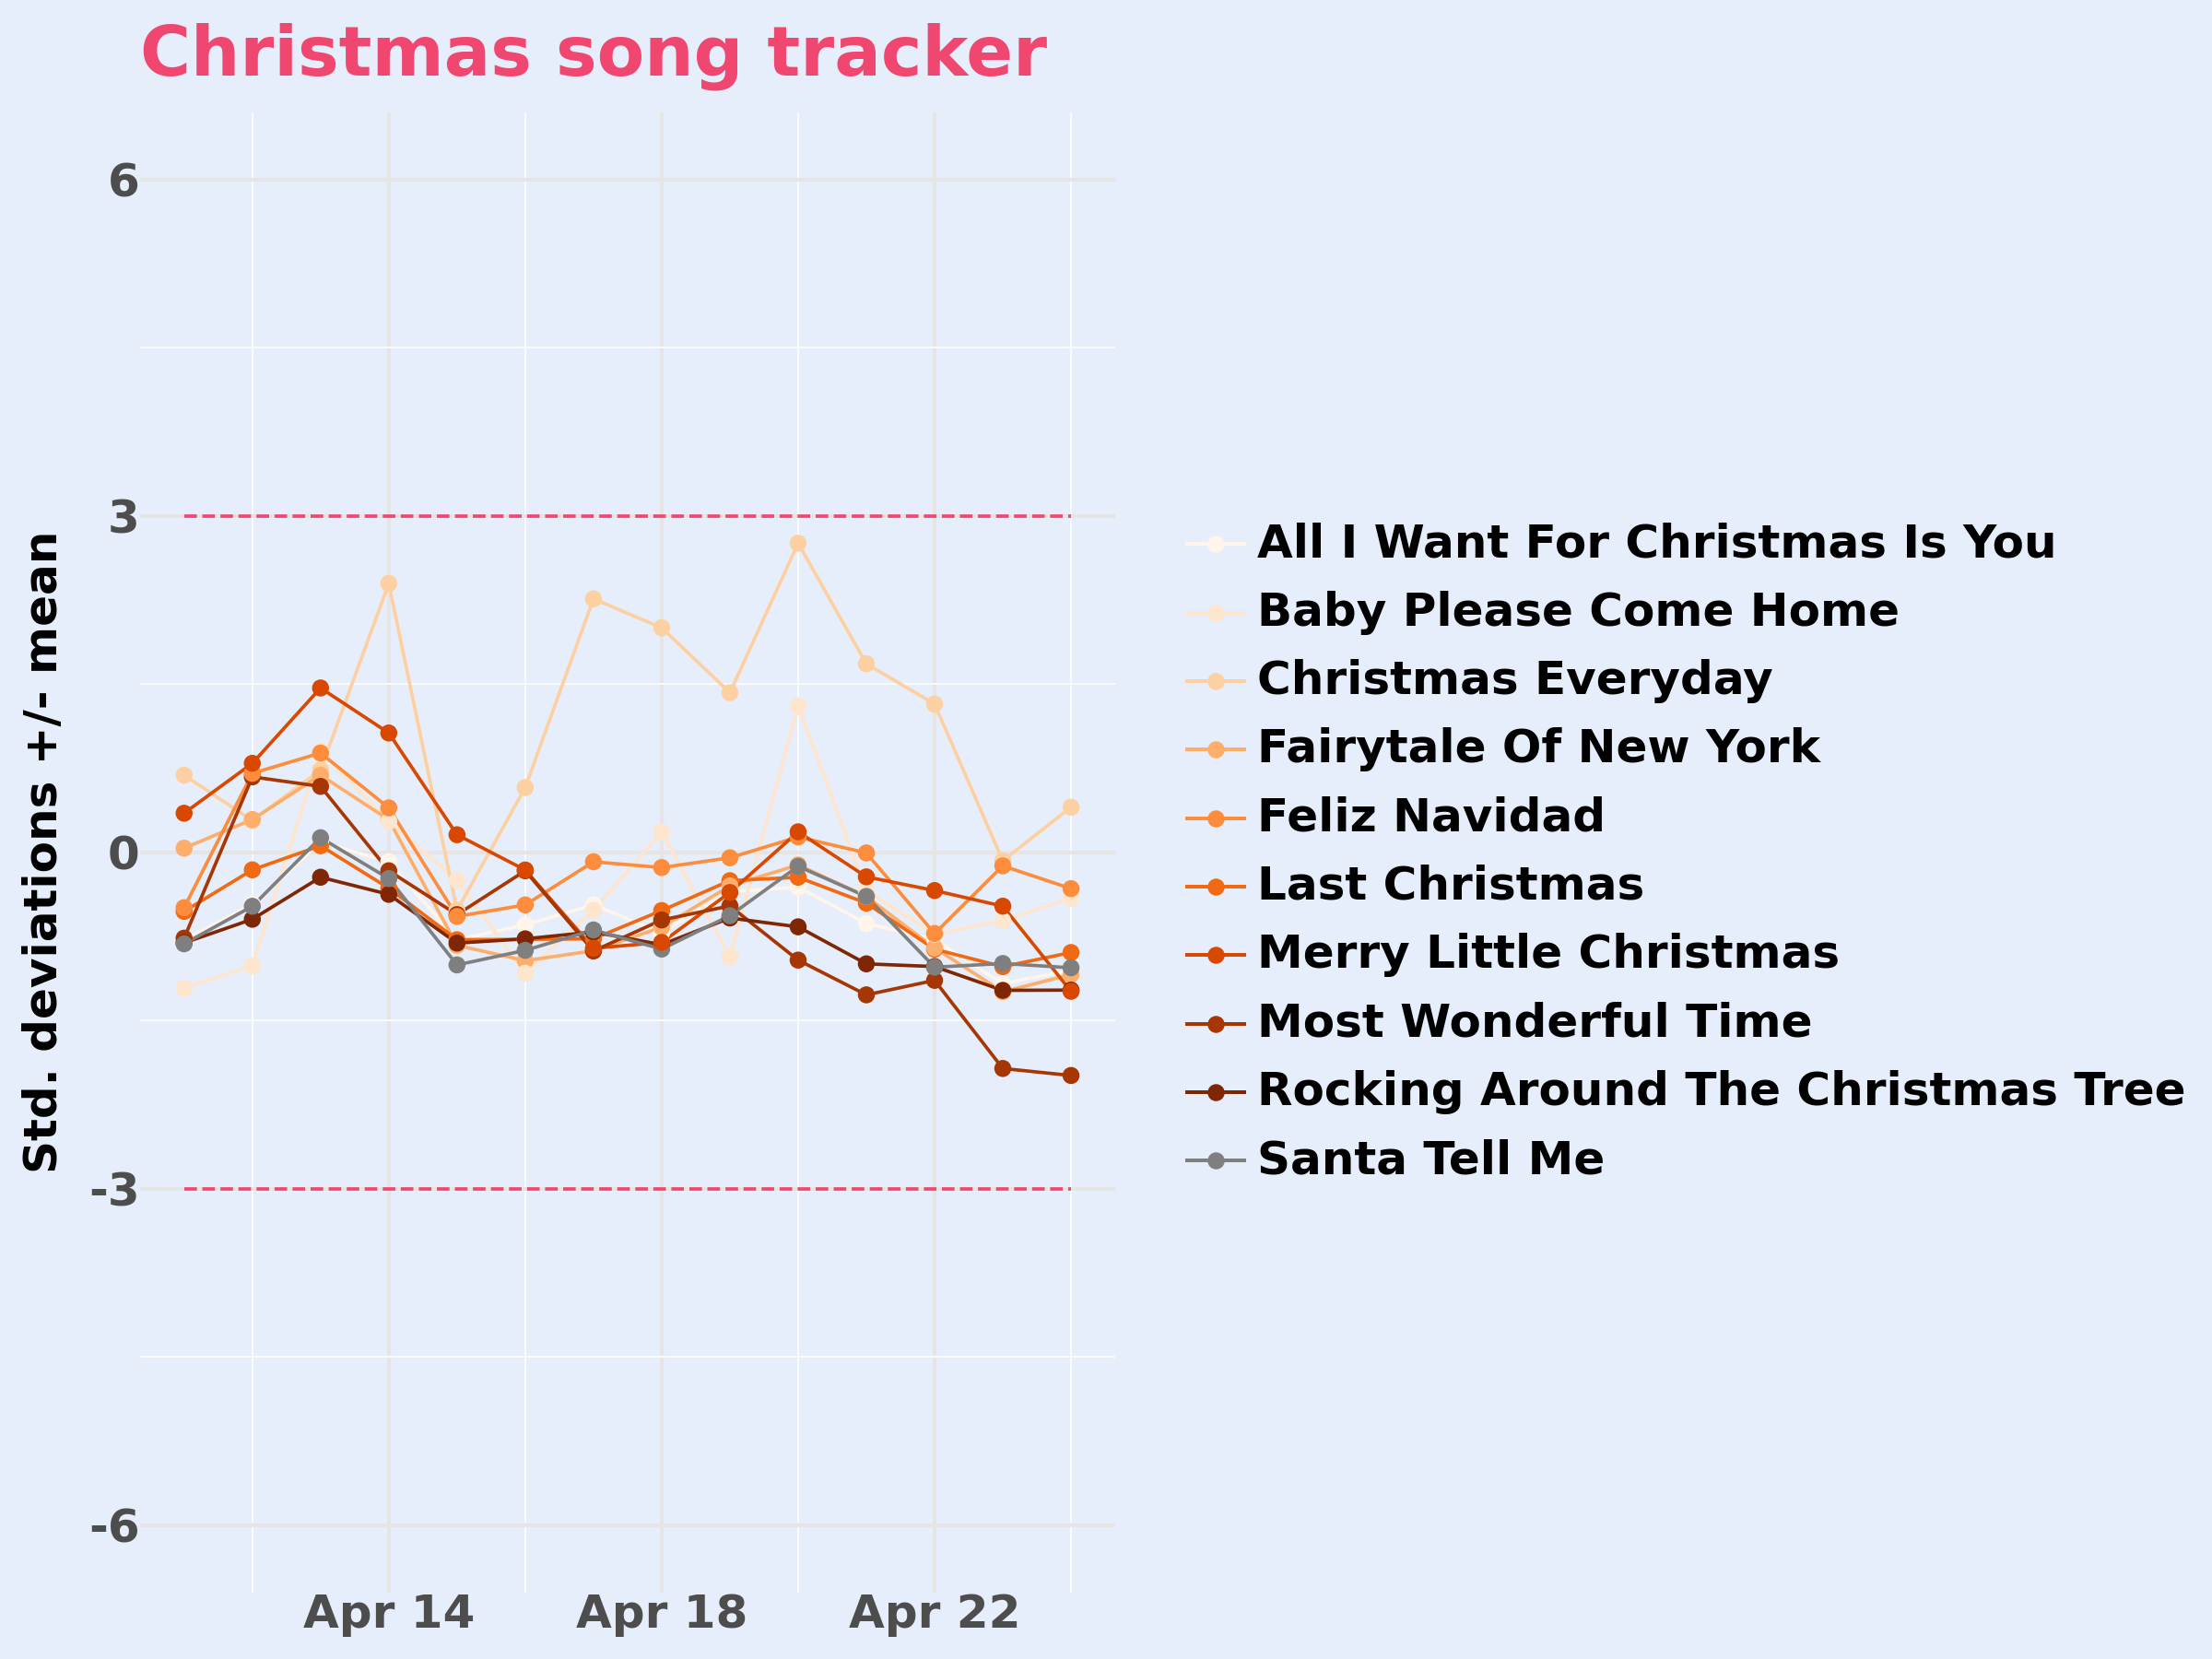 Christmas song tracker
Std. deviations +/- mean
6
3
0
-3
-6
Apr 14
Apr 18
Apr 22
All I Want For Christmas Is You
Baby Please Come Home
Christmas Everyday
Fairytale Of New York
Feliz Navidad
Last Christmas
Merry Little Christmas
Most Wonderful Time
Rocking Around The Christmas Tree
Santa Tell Me